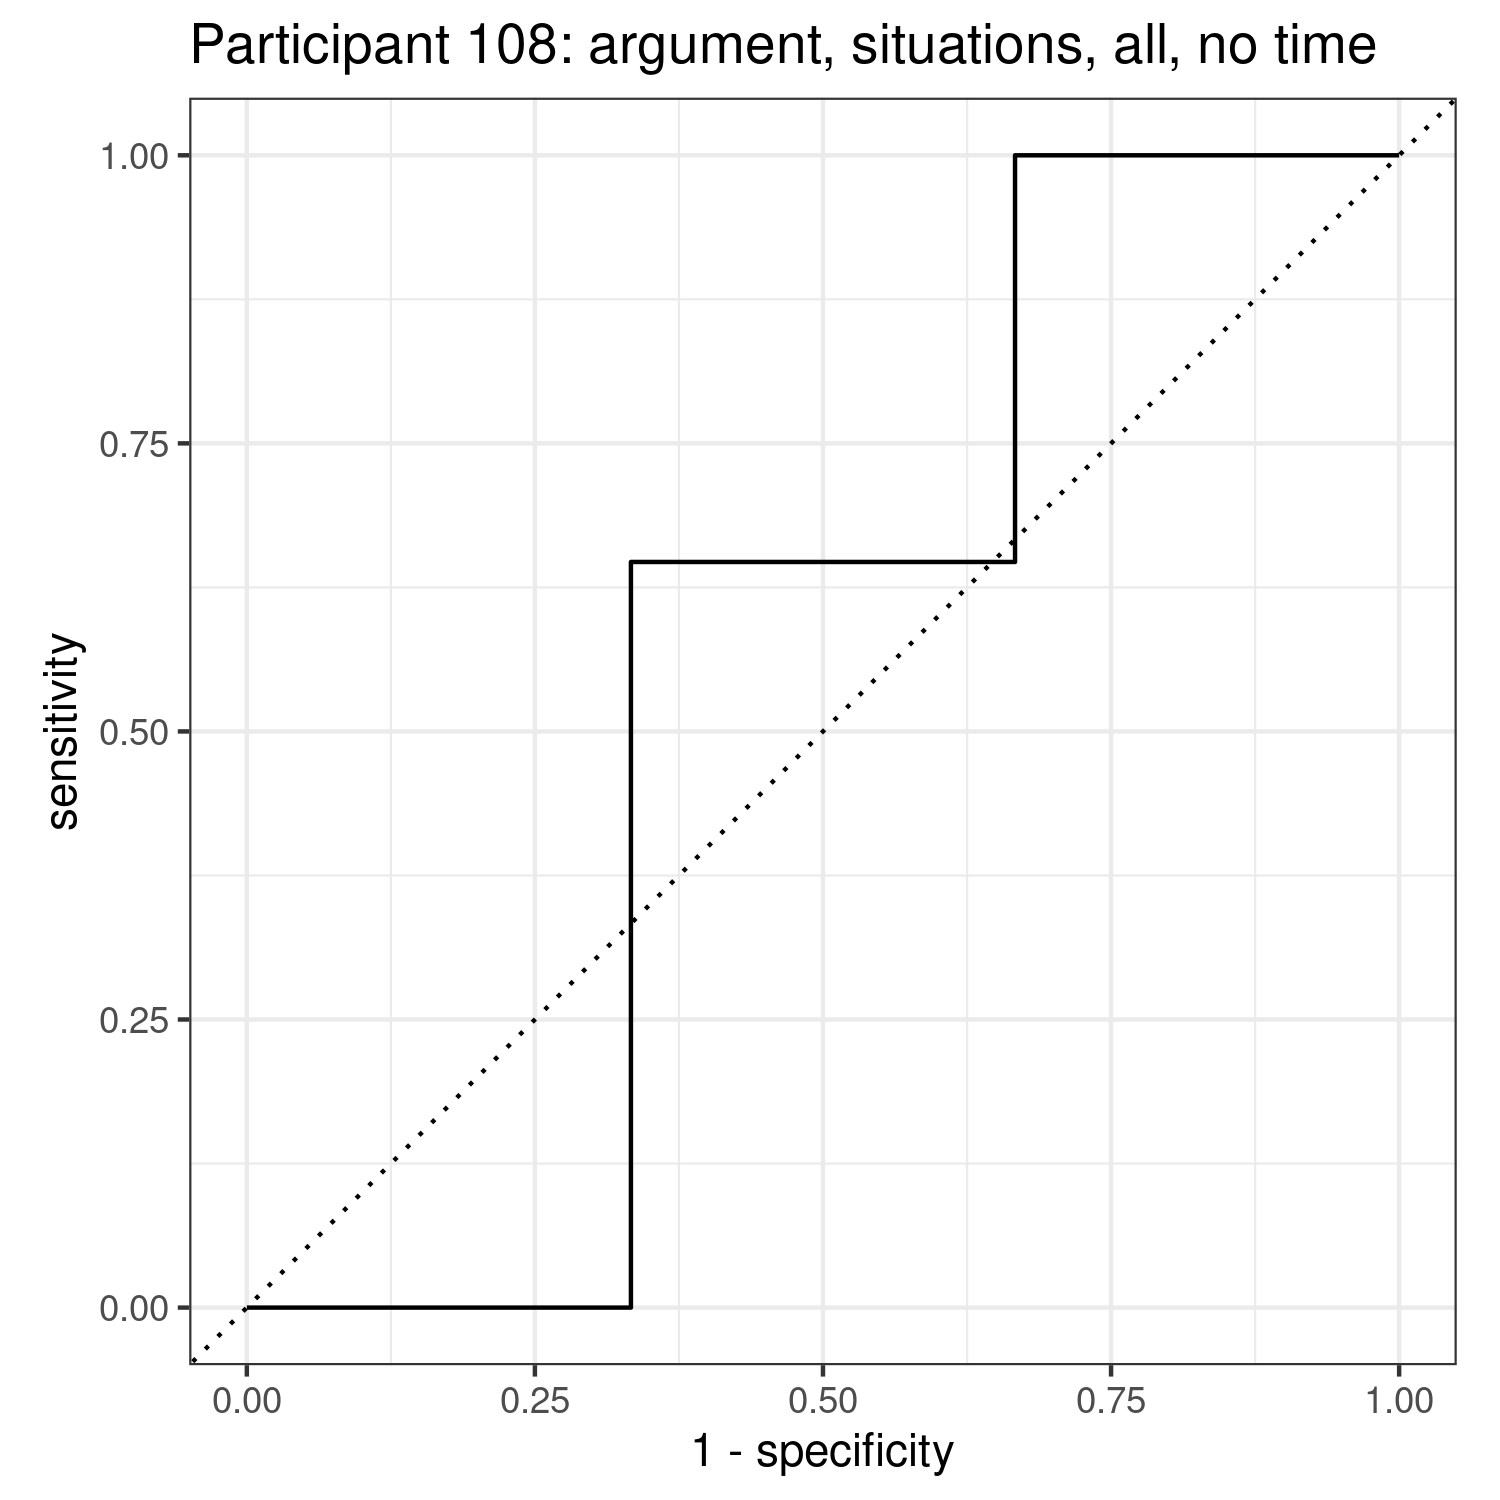 Participant 108: argument, situations, all, no time
1.00
0.75
0.50
0.25
0.00
sensitivity
0.00 0.25 0.50 0.75 1.00
1 - specificity